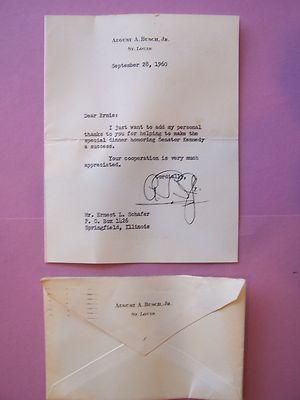 AUGUST A. BUSCH, JR.
ST. LOUIS
September 28, 1960
Dear Ernie:
I just want to add my personal
thanks to you for helping to make the
special dinner honoring Senator Kennedy
a success.
Your cooperation is very much
appreciated.
Cordially,
Mr. Ernest L. Schafer
P. O. Box 1426
Springfield, Illinois
AUGUST A. BUSCH, JR.
ST. LOUIS